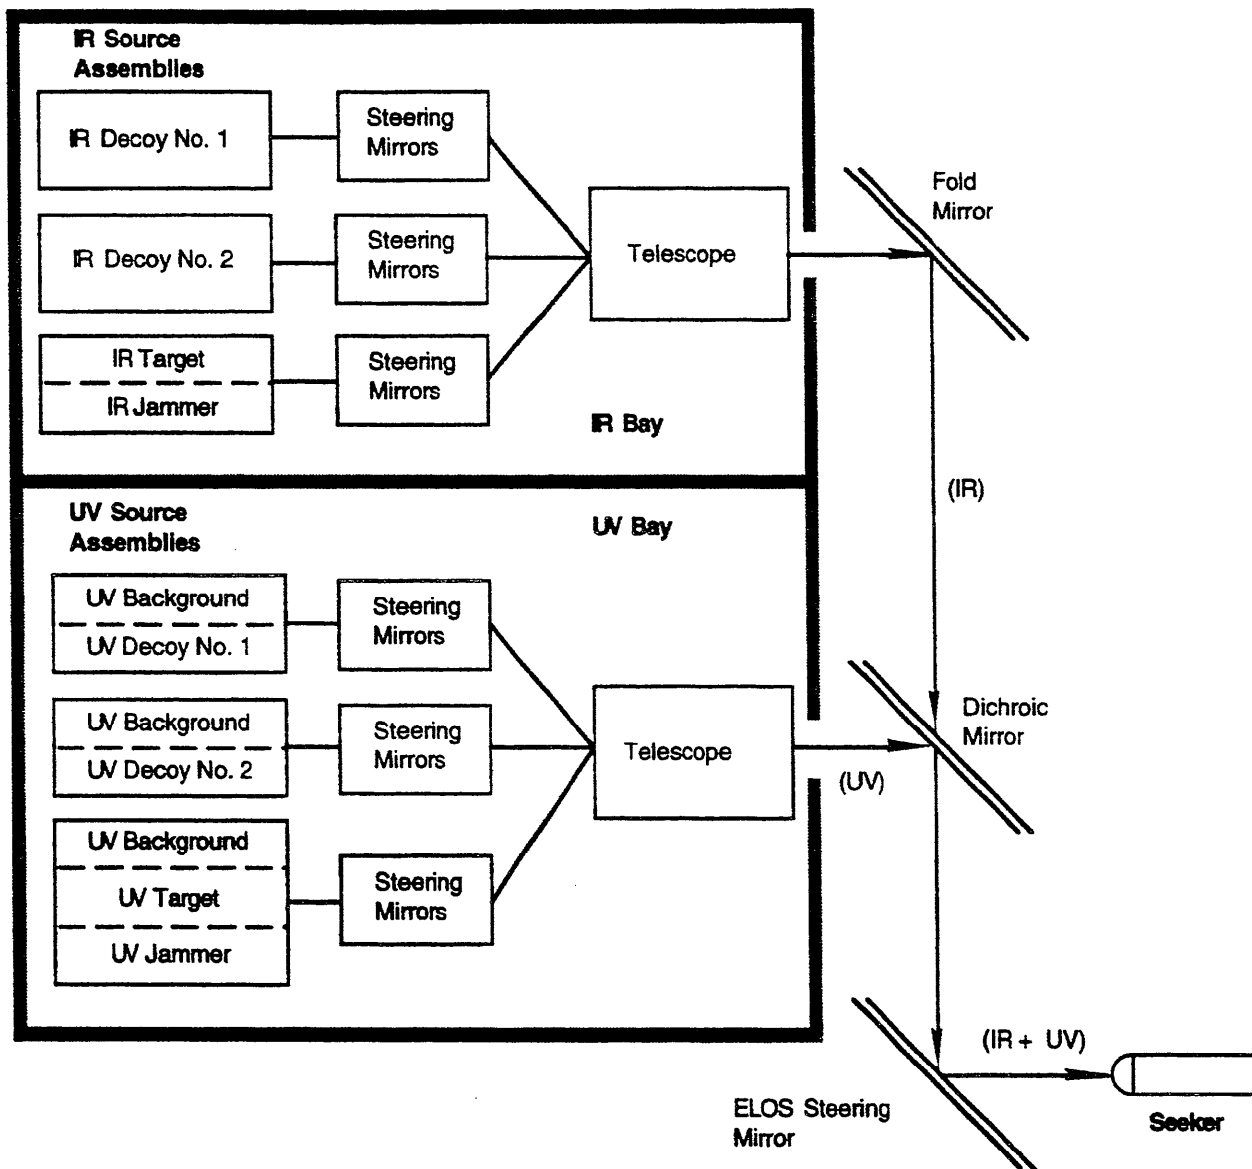 IR Source
Assemblies
IR Decoy No. 1
Steering
Mirrors
IR Decoy No. 2
Steering
Mirrors
Telescope
Fold
Mirror
IR Target
IR Jammer
Steering
Mirrors
IR Bay
(IR)
UV Source
Assemblies
UV Bay
UV Background
UV Decoy No. 1
Steering
Mirrors
UV Background
UV Decoy No. 2
Steering
Mirrors
Telescope
(UV)
Dichroic
Mirror
UV Background
UV Target
UV Jammer
Steering
Mirrors
(IR + UV)
ELOS Steering
Mirror
Seeker